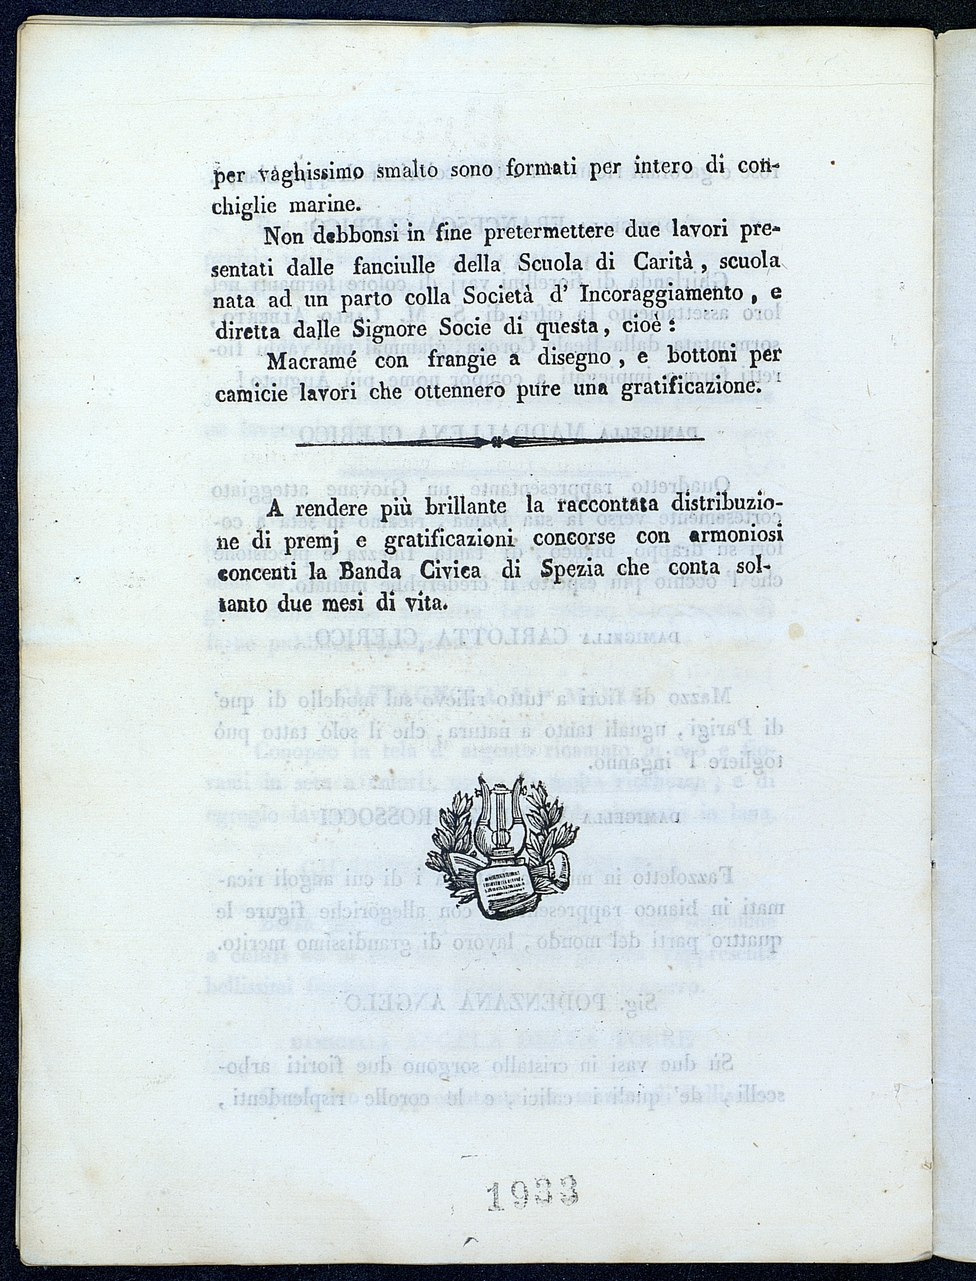 per vaghissimo smalto sono formati per intero di con-
chiglie marine.
Non debbonsi in fine pretermettere due lavori pre-
sentati dalle fanciulle della Scuola di Carità, scuola
nata ad un parto colla Società d' Incoraggiamento, e
diretta dalle Signore Socie di questa, cioè:
Macramé con frangie a disegno, e bottoni per
camicie lavori che ottennero pure una gratificazione.
A rendere più brillante la raccontata distribuzio-
ne di premj e gratificazioni concorse con armoniosi
concenti la Banda Civica di Spezia che conta sol-
tanto due mesi di vita.
1933